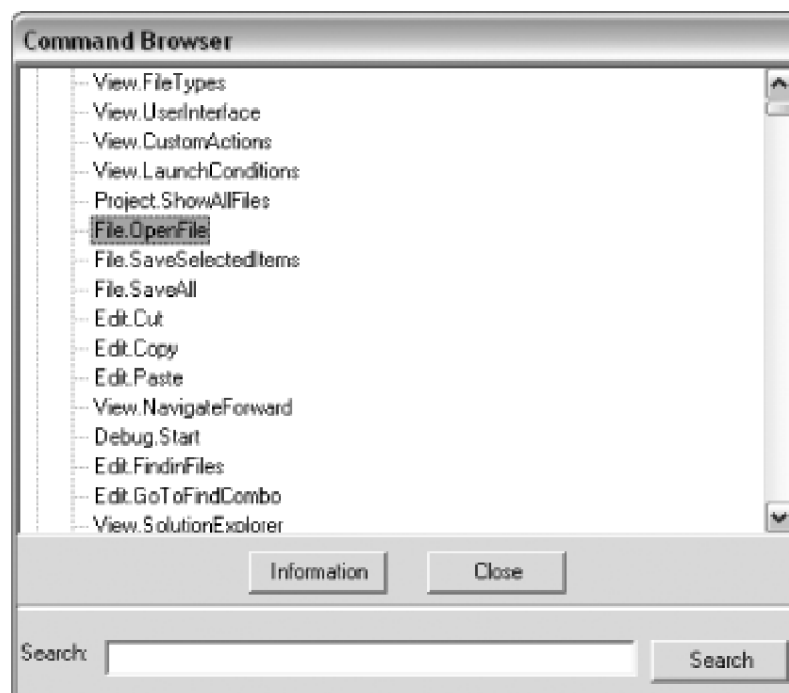 Command Browser
View.FileTypes
View.UserInterface
View.CustomActions
View.LaunchConditions
Project.ShowAllFiles
File.OpenFile
File.SaveSelectedItems
File.SaveAll
Edit.Cut
Edit.Copy
Edit.Paste
View.NavigateForward
Debug.Start
Edit.FindinFiles
Edit.GoToFindCombo
View.SolutionExplorer
Information Close
Search: Search